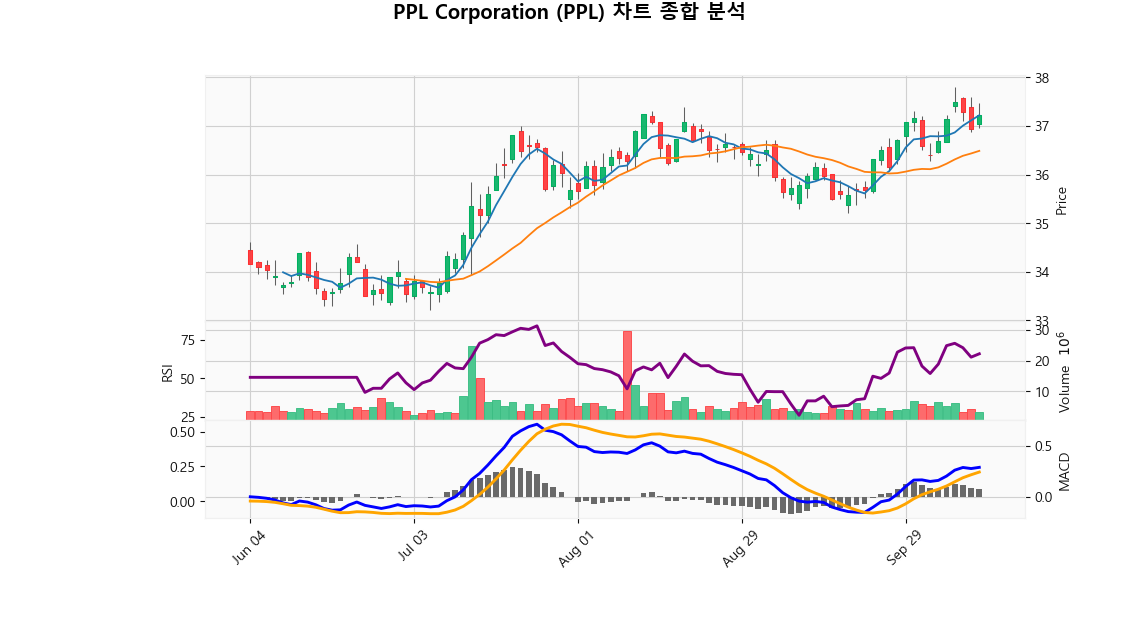 PPL Corporation (PPL) 차트 종합 분석
38
37
36
35
34
33
Price
75
50
25
RSI
30
20
10
Volume 10^6
0.50
0.25
0.00
0.5
0.0
MACD
Jun 04
Jul 03
Aug 01
Aug 29
Sep 29